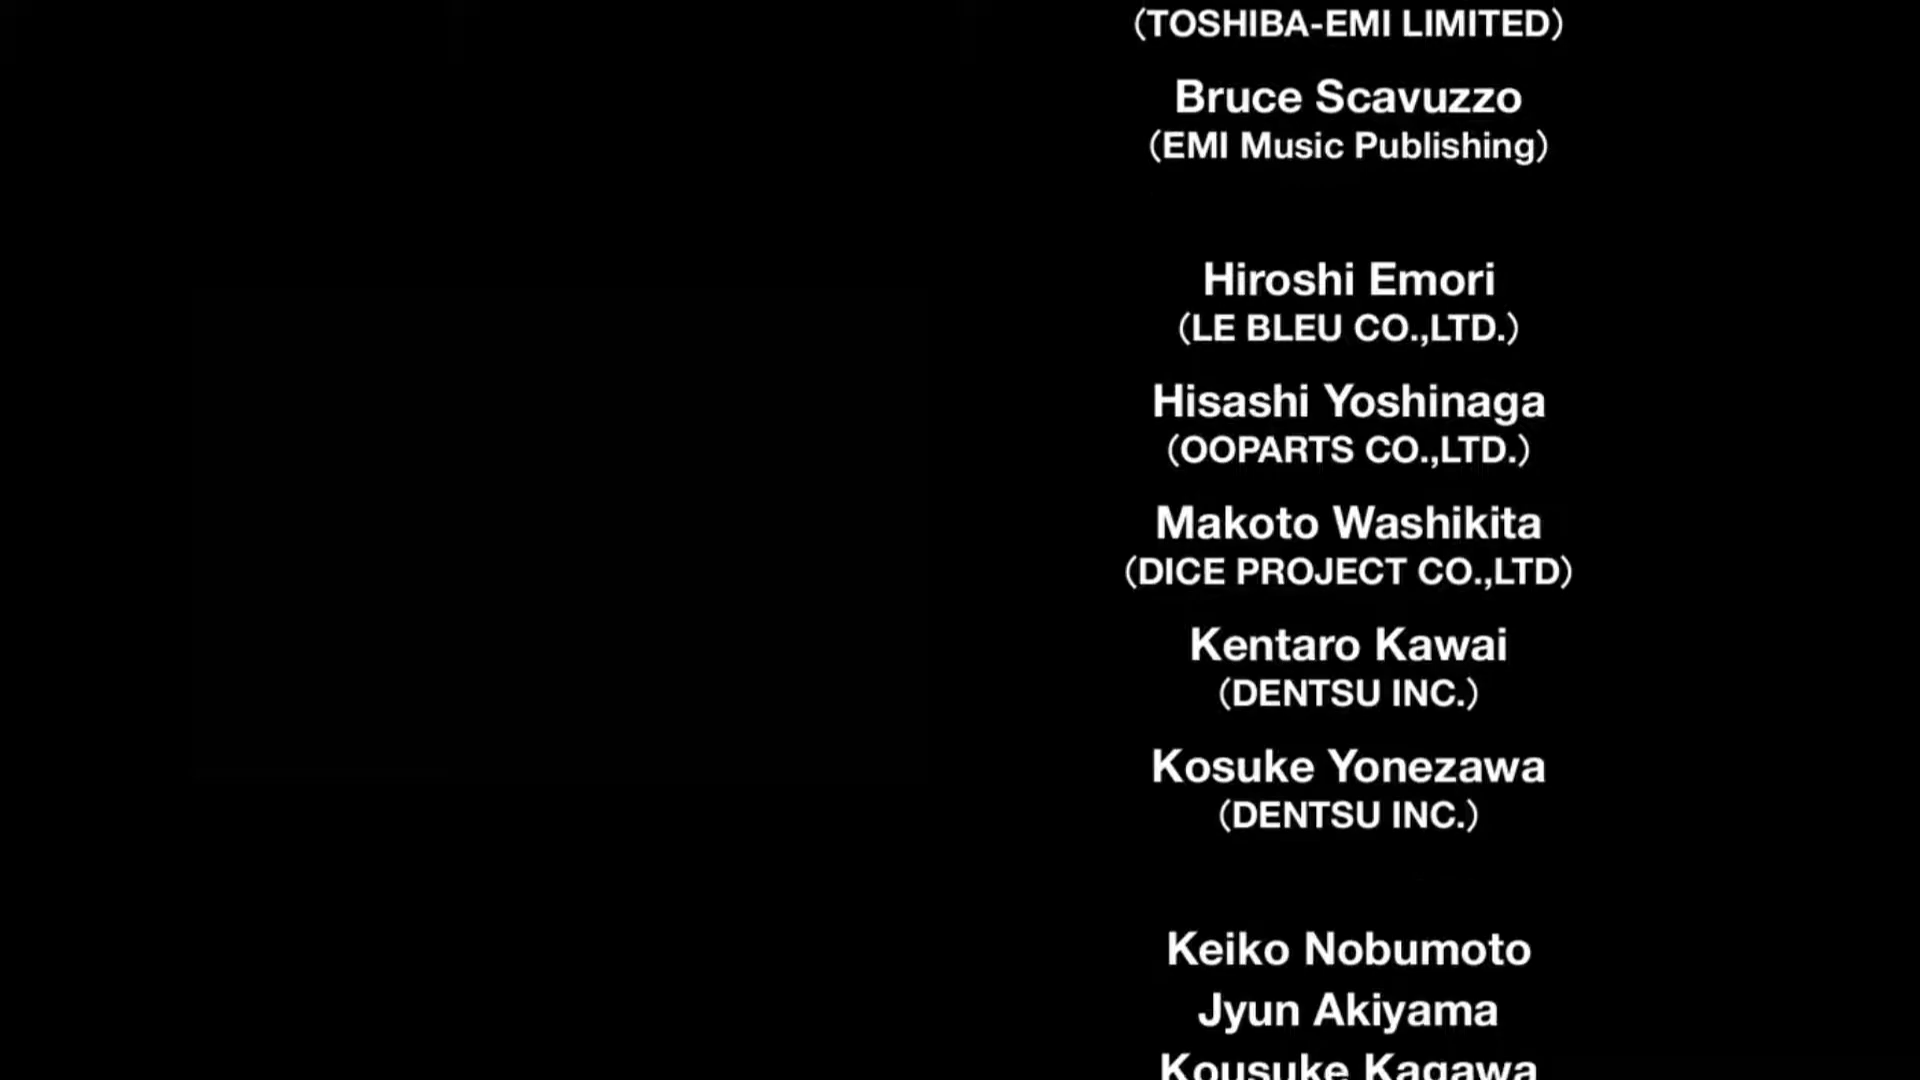 (TOSHIBA-EMI LIMITED)
Bruce Scavuzzo
(EMI Music Publishing)
Hiroshi Emori
(LE BLEU CO.,LTD.)
Hisashi Yoshinaga
(OOPARTS CO.,LTD.)
Makoto Washikita
(DICE PROJECT CO.,LTD)
Kentaro Kawai
(DENTSU INC.)
Kosuke Yonezawa
(DENTSU INC.)
Keiko Nobumoto
Jyun Akiyama
Kousuke Kagawa